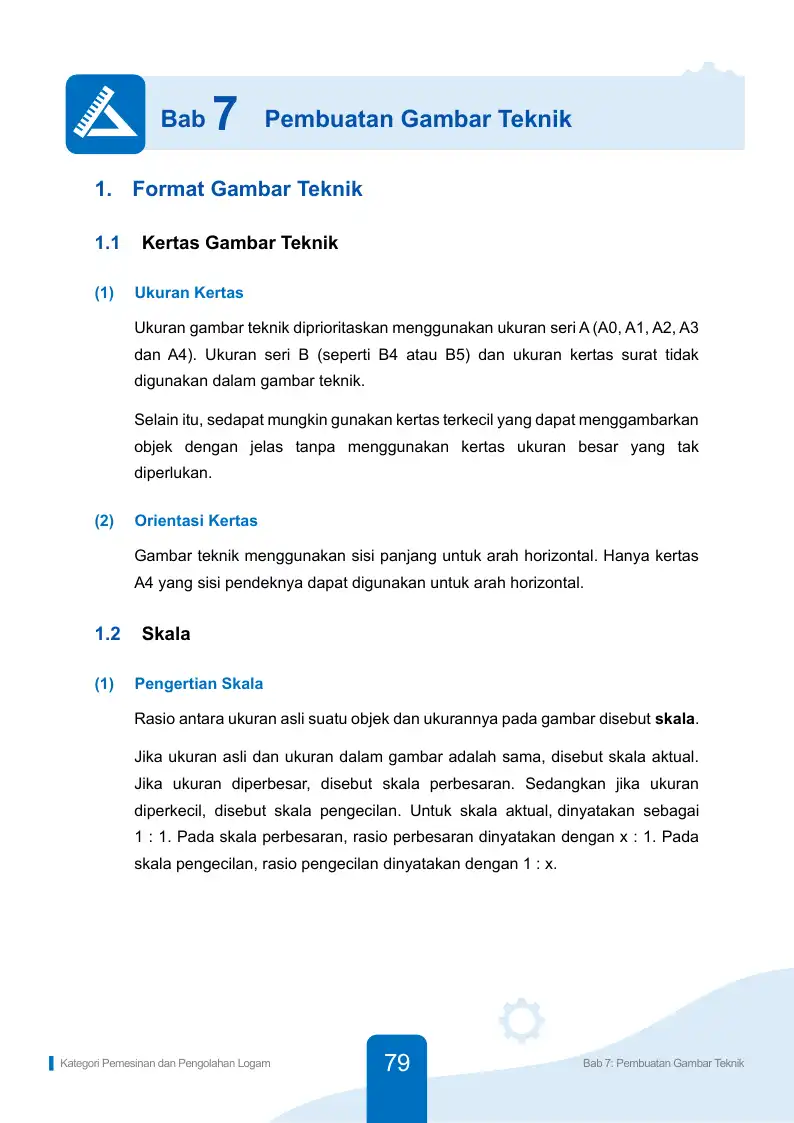 Bab 7 Pembuatan Gambar Teknik
1. Format Gambar Teknik
1.1 Kertas Gambar Teknik
(1) Ukuran Kertas
Ukuran gambar teknik diprioritaskan menggunakan ukuran seri A (A0, A1, A2, A3
dan A4). Ukuran seri B (seperti B4 atau B5) dan ukuran kertas surat tidak
digunakan dalam gambar teknik.
Selain itu, sedapat mungkin gunakan kertas terkecil yang dapat menggambarkan
objek dengan jelas tanpa menggunakan kertas ukuran besar yang tak
diperlukan.
(2) Orientasi Kertas
Gambar teknik menggunakan sisi panjang untuk arah horizontal. Hanya kertas
A4 yang sisi pendeknya dapat digunakan untuk arah horizontal.
1.2 Skala
(1) Pengertian Skala
Rasio antara ukuran asli suatu objek dan ukurannya pada gambar disebut skala.
Jika ukuran asli dan ukuran dalam gambar adalah sama, disebut skala aktual.
Jika ukuran diperbesar, disebut skala perbesaran. Sedangkan jika ukuran
diperkecil, disebut skala pengecilan. Untuk skala aktual, dinyatakan sebagai
1 : 1. Pada skala perbesaran, rasio perbesaran dinyatakan dengan x : 1. Pada
skala pengecilan, rasio pengecilan dinyatakan dengan 1 : x.
Kategori Pemesinan dan Pengolahan Logam
79
Bab 7: Pembuatan Gambar Teknik